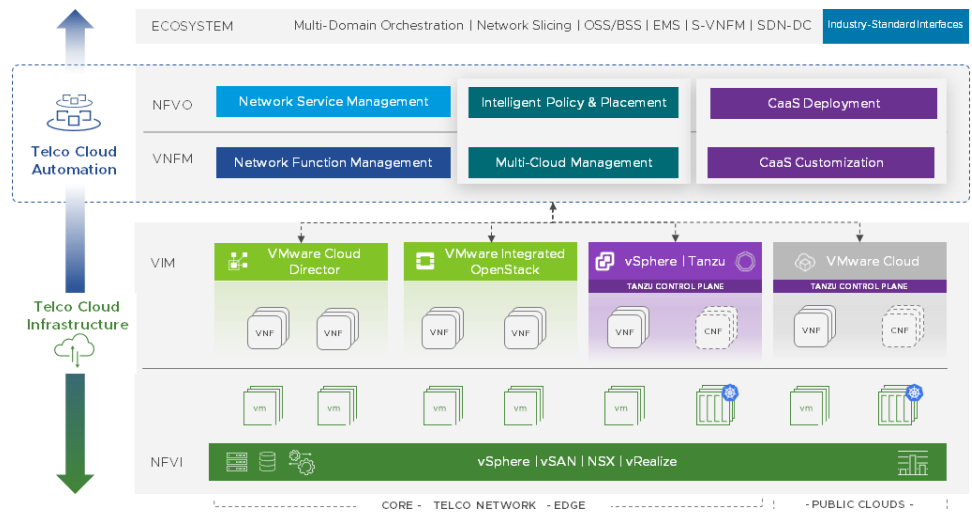 ECOSYSTEM
Multi-Domain Orchestration | Network Slicing | OSS/BSS | EMS | S-VNFM | SDN-DC
Industry-Standard Interfaces
Telco Cloud
Automation
NFVO
Network Service Management
Intelligent Policy & Placement
CaaS Deployment
VNFM
Network Function Management
Multi-Cloud Management
CaaS Customization
Telco Cloud
Infrastructure
VIM
VMware Cloud
Director
VMware Integrated
OpenStack
vSphere | Tanzu
TANZU CONTROL PLANE
VMware Cloud
TANZU CONTROL PLANE
VNF
VNF
VNF
VNF
VNF
CNF
VNF
CNF
vm
vm
vm
vm
vm
vm
NFVI
vSphere | vSAN | NSX | vRealize
CORE - TELCO NETWORK - EDGE
- PUBLIC CLOUDS -